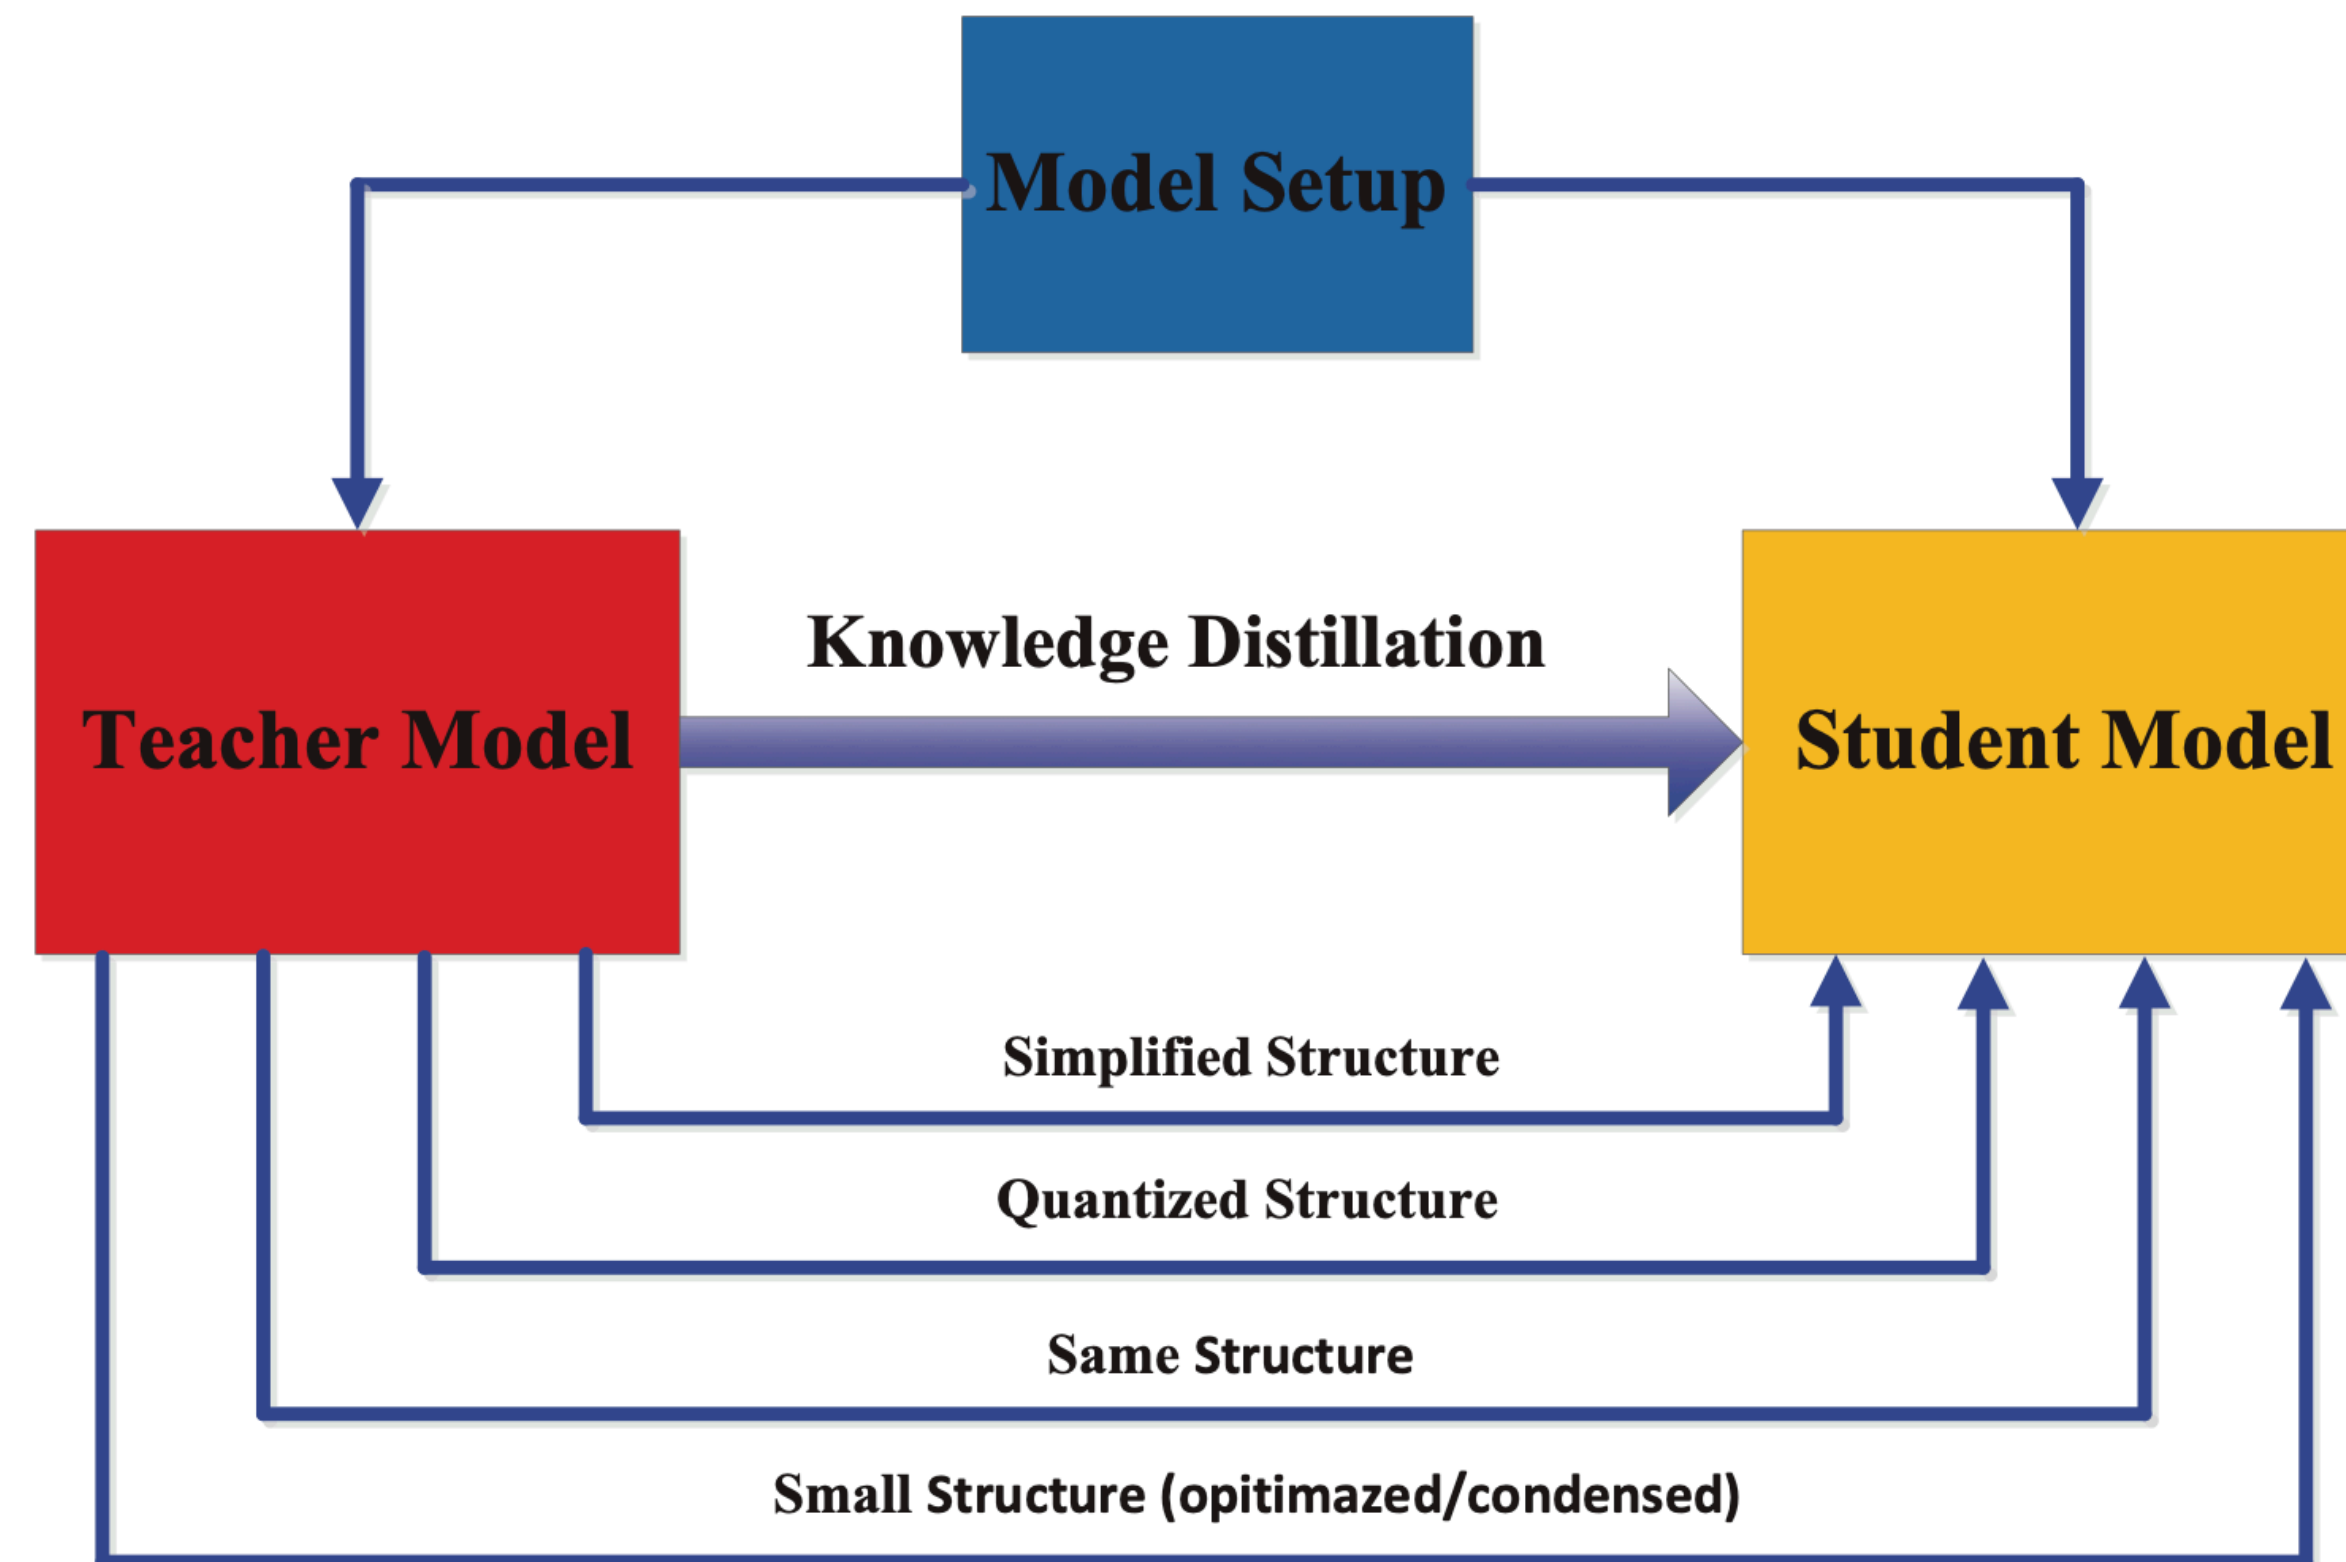 Model Setup
Knowledge Distillation
Teacher Model
Student Model
Simplified Structure
Quantized Structure
Same Structure
Small Structure (opitimazed/condensed)